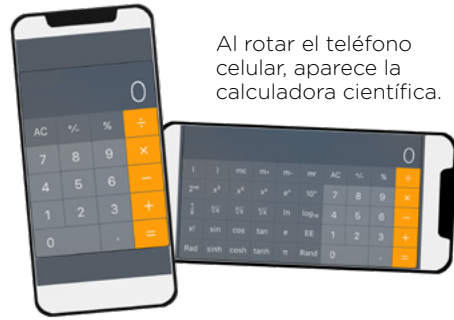 Al rotar el teléfono
celular, aparece la
calculadora científica.
0
AC +/- % ÷
7 8 9 ×
4 5 6 −
1 2 3 +
0 , =
0
( ) mc m+ m- mr AC +/- % ÷
2ⁿᵈ x² x³ eˣ 10ˣ 7 8 9 ×
ln log₁₀ 4 5 6 −
x! sin cos tan e EE 1 2 3 +
Rad sinh cosh tanh π Rand 0 , =